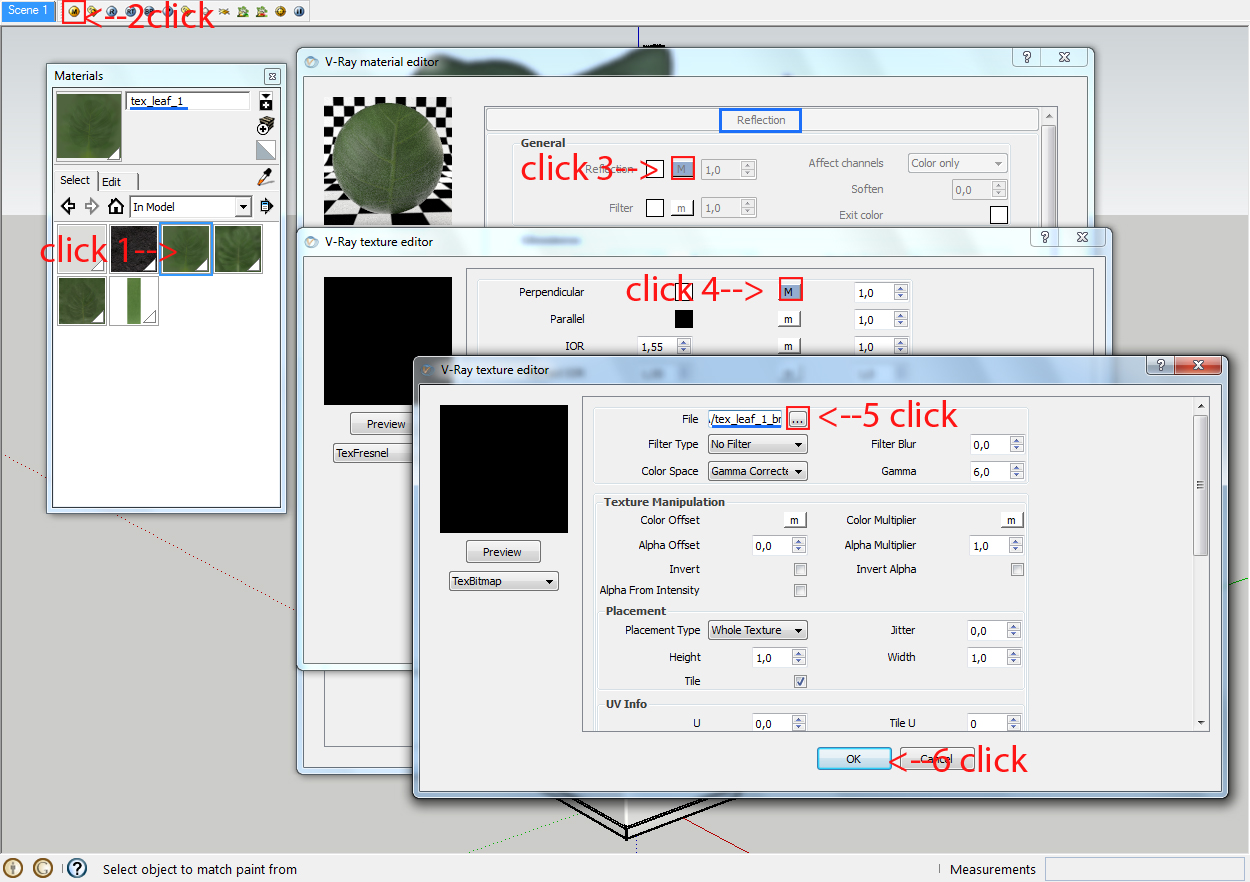 Scene 1
<--2click
Materials
tex_leaf_1
Select
Edit
In Model
click 1-->
V-Ray material editor
Reflection
General
Reflection
M
1,0
click 3-->
Affect channels
Color only
Soften
0,0
Filter
m
1,0
Exit color
V-Ray texture editor
Perpendicular
click 4-->
M
1,0
Parallel
m
1,0
IOR
1,55
m
1,0
Preview
TexFresnel
V-Ray texture editor
File
./tex_leaf_1_br
...
<--5 click
Filter Type
No Filter
Filter Blur
0,0
Color Space
Gamma Correcte
Gamma
6,0
Texture Manipulation
Color Offset
m
Color Multiplier
m
Alpha Offset
0,0
Alpha Multiplier
1,0
Invert
Invert Alpha
Alpha From Intensity
Placement
Placement Type
Whole Texture
Jitter
0,0
Height
1,0
Width
1,0
Tile
UV Info
U
0,0
Tile U
0
Preview
TexBitmap
OK
Cancel
<--6 click
Select object to match paint from
Measurements